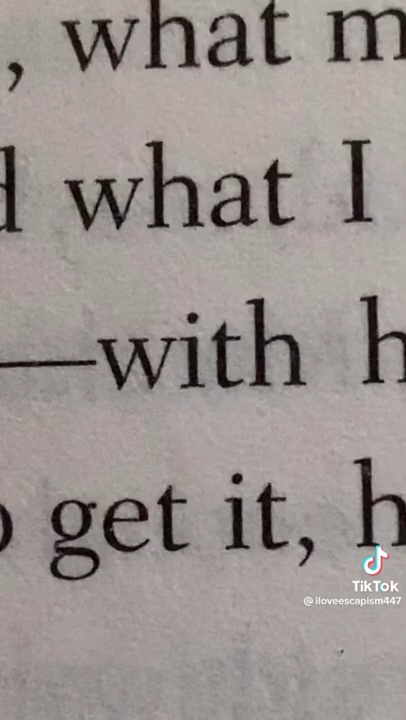 , what m
d what I
—with h
o get it, h
TikTok
@iloveescapism447